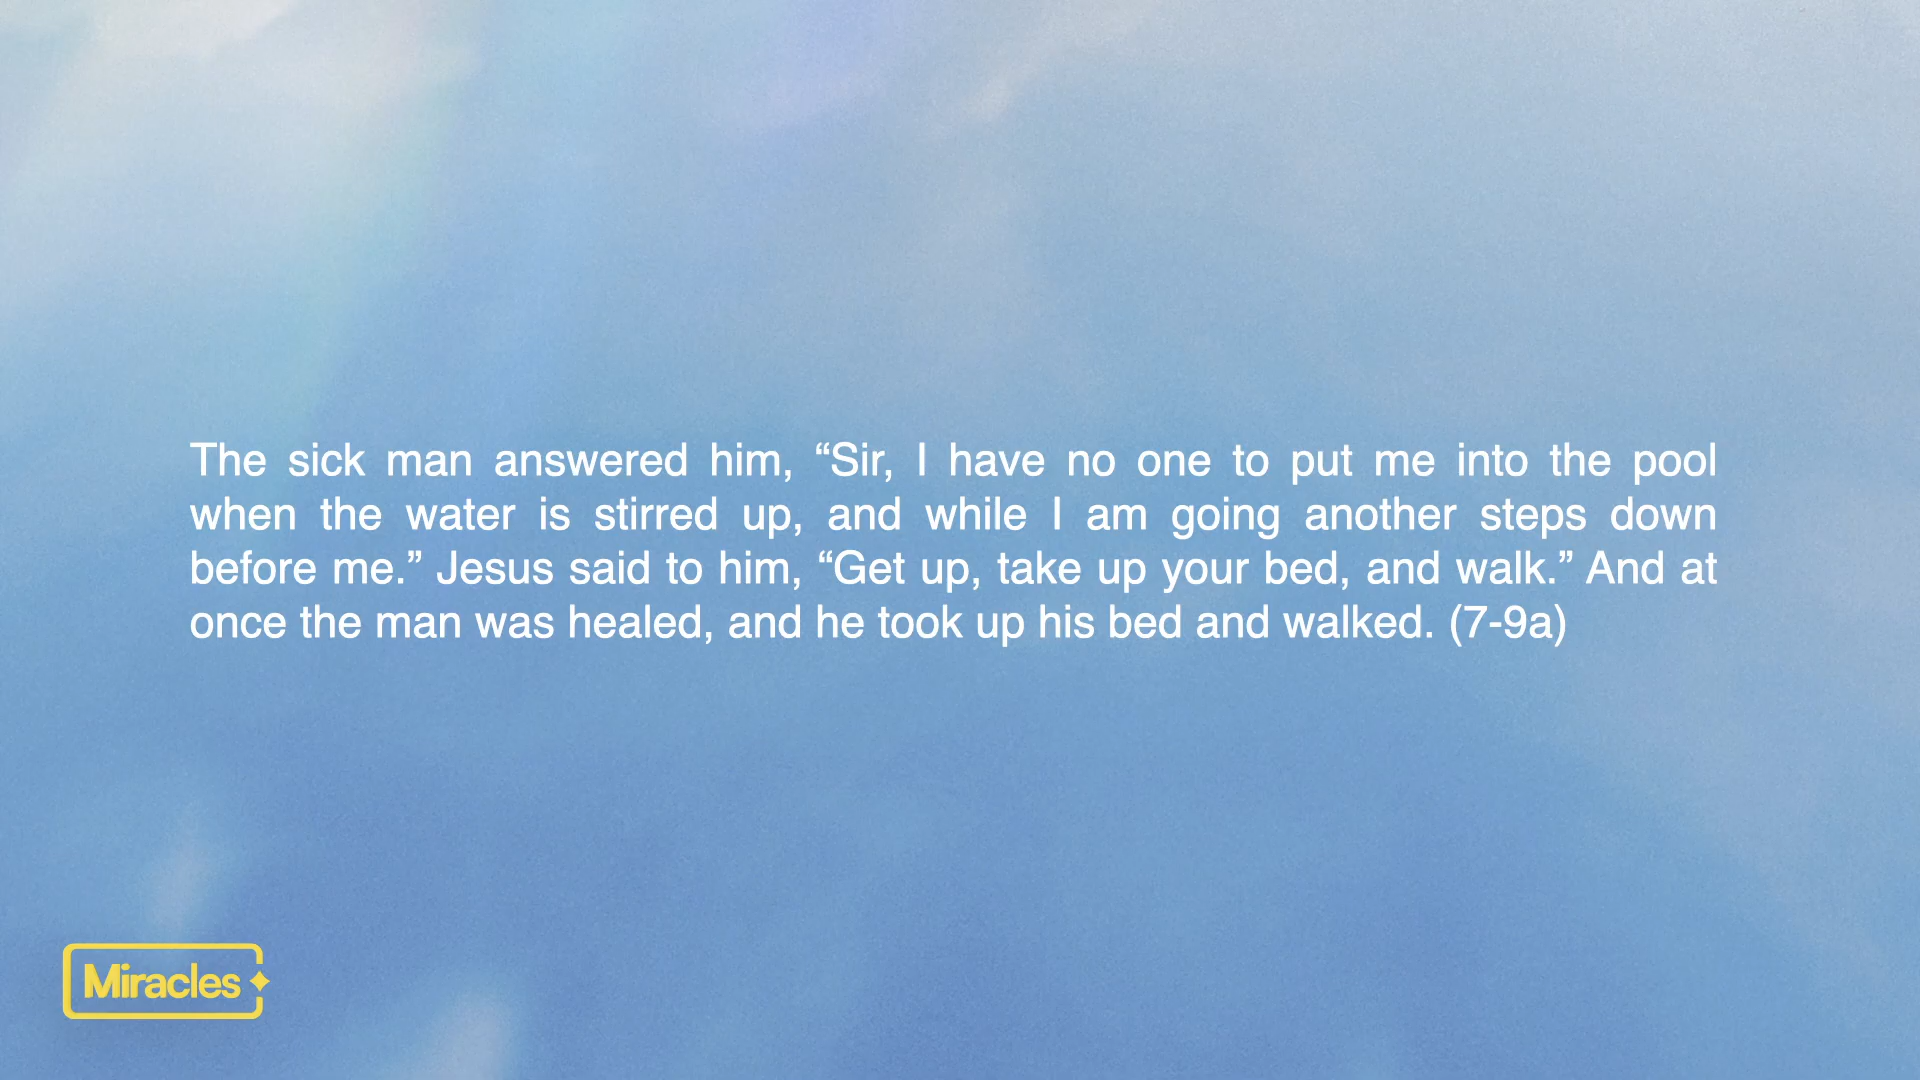 The sick man answered him, “Sir, I have no one to put me into the pool
when the water is stirred up, and while I am going another steps down
before me.” Jesus said to him, “Get up, take up your bed, and walk.” And at
once the man was healed, and he took up his bed and walked. (7-9a)
Miracles